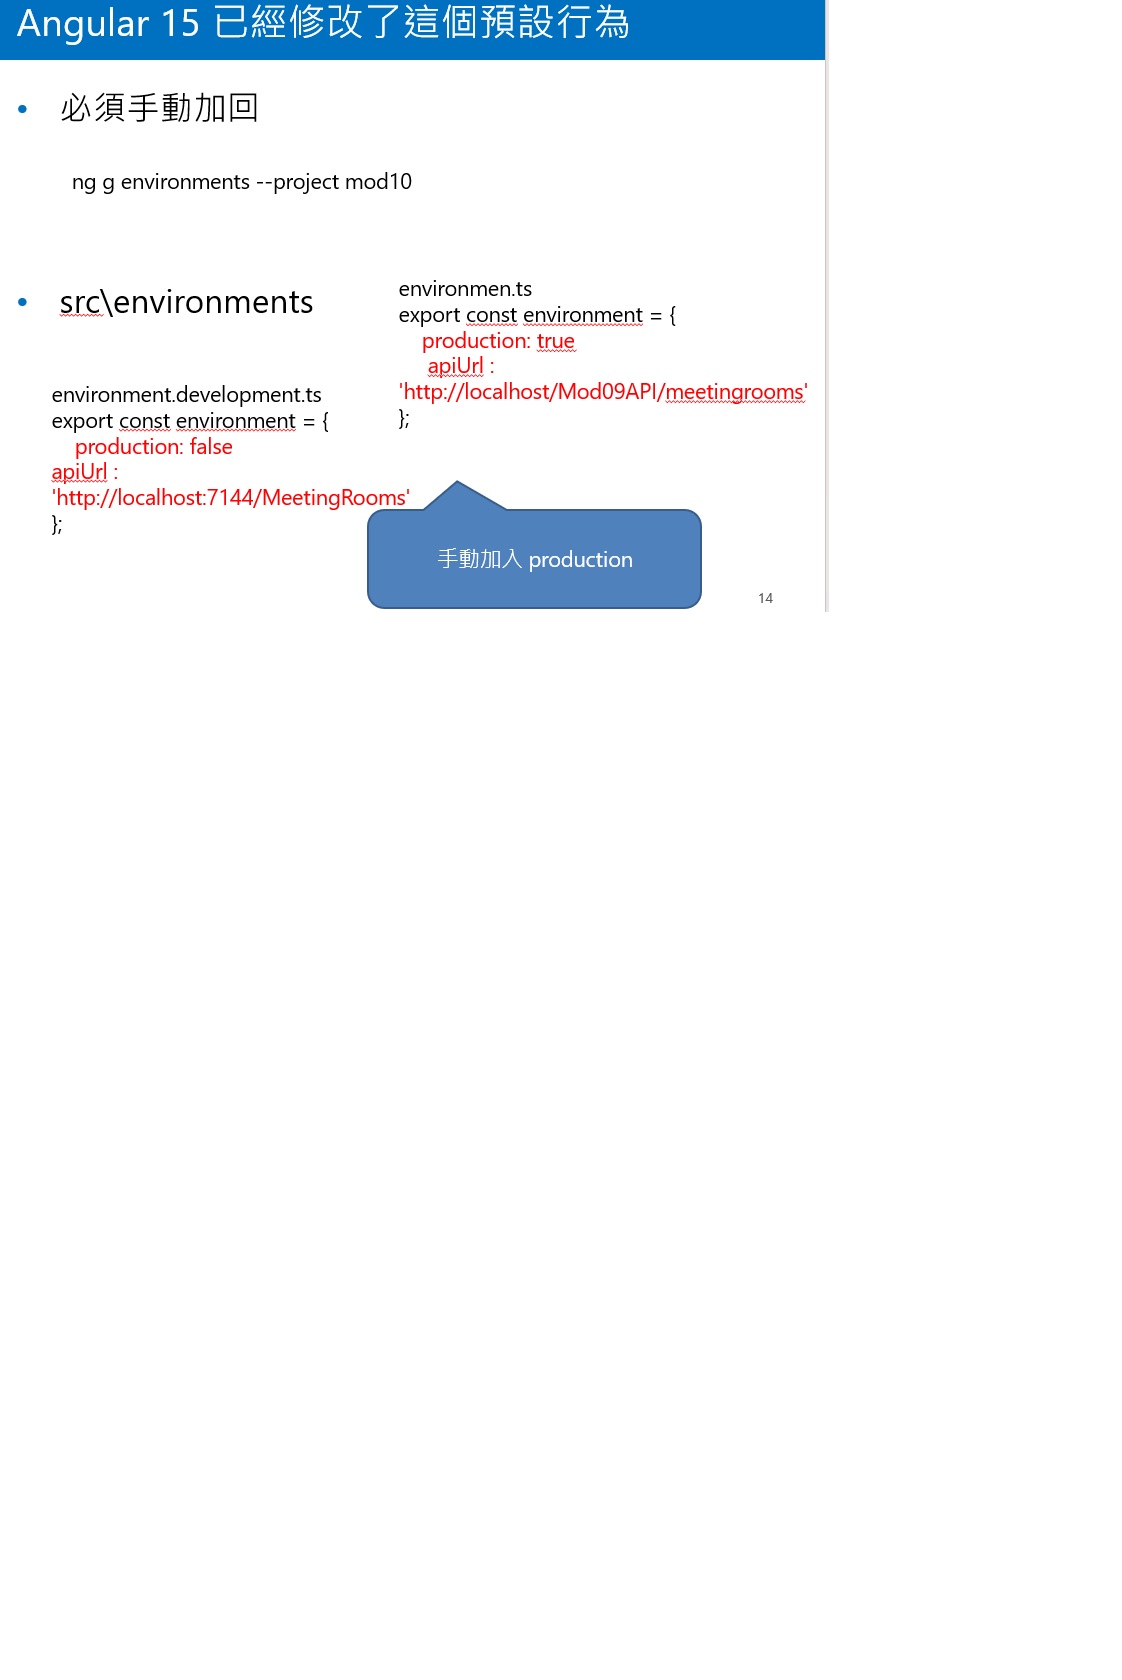 Angular 15 已經修改了這個預設行為
• 必須手動加回
ng g environments --project mod10
• src\environments
environmen.ts
export const environment = {
production: true
apiUrl :
'http://localhost/Mod09API/meetingrooms'
};
environment.development.ts
export const environment = {
production: false
apiUrl :
'http://localhost:7144/MeetingRooms'
};
手動加入 production
14